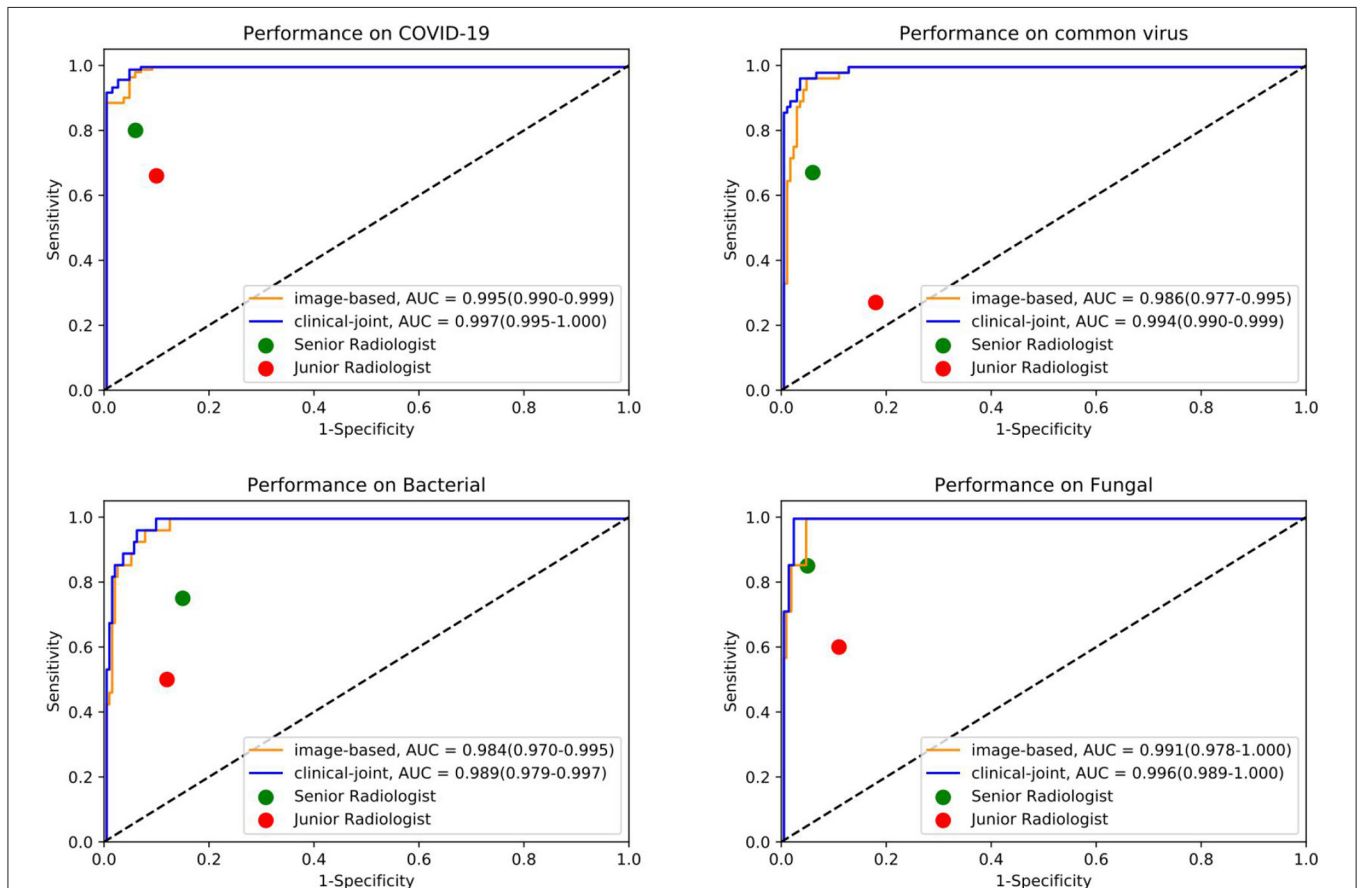 Performance on COVID-19
1.0
0.8
0.6
0.4
0.2
0.0
Sensitivity
image-based, AUC = 0.995(0.990-0.999)
clinical-joint, AUC = 0.997(0.995-1.000)
Senior Radiologist
Junior Radiologist
0.0 0.2 0.4 0.6 0.8 1.0
1-Specificity
Performance on common virus
1.0
0.8
0.6
0.4
0.2
0.0
Sensitivity
image-based, AUC = 0.986(0.977-0.995)
clinical-joint, AUC = 0.994(0.990-0.999)
Senior Radiologist
Junior Radiologist
0.0 0.2 0.4 0.6 0.8 1.0
1-Specificity
Performance on Bacterial
1.0
0.8
0.6
0.4
0.2
0.0
Sensitivity
image-based, AUC = 0.984(0.970-0.995)
clinical-joint, AUC = 0.989(0.979-0.997)
Senior Radiologist
Junior Radiologist
0.0 0.2 0.4 0.6 0.8 1.0
1-Specificity
Performance on Fungal
1.0
0.8
0.6
0.4
0.2
0.0
Sensitivity
image-based, AUC = 0.991(0.978-1.000)
clinical-joint, AUC = 0.996(0.989-1.000)
Senior Radiologist
Junior Radiologist
0.0 0.2 0.4 0.6 0.8 1.0
1-Specificity